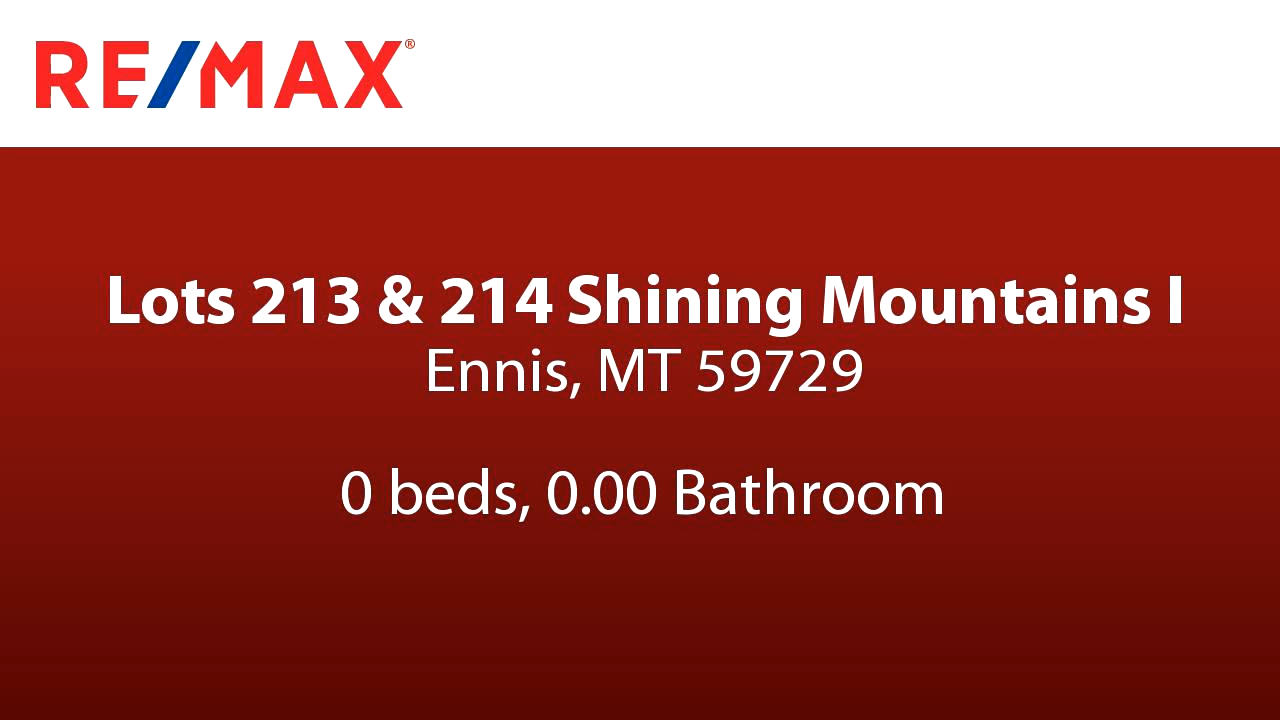 RE/MAX®
Lots 213 & 214 Shining Mountains I
Ennis, MT 59729
0 beds, 0.00 Bathroom